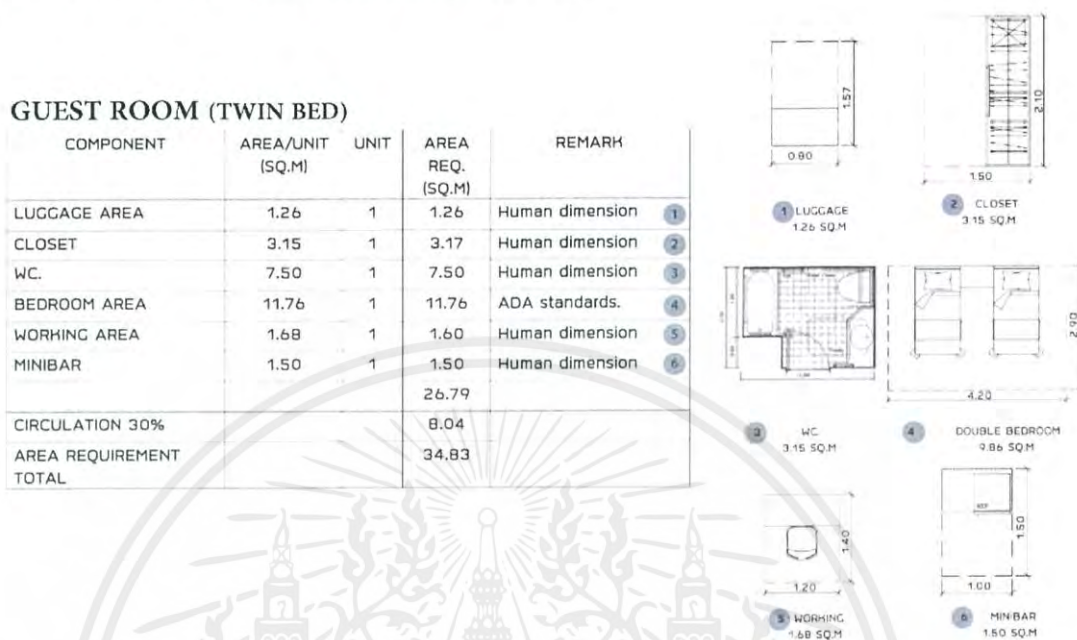 GUEST ROOM (TWIN BED)
COMPONENT AREA/UNIT (SQ.M) UNIT AREA REQ. (SQ.M) REMARK
LUGGAGE AREA 1.26 1 1.26 Human dimension 1
CLOSET 3.15 1 3.17 Human dimension 2
WC. 7.50 1 7.50 Human dimension 3
BEDROOM AREA 11.76 1 11.76 ADA standards. 4
WORKING AREA 1.68 1 1.60 Human dimension 5
MINIBAR 1.50 1 1.50 Human dimension 6
26.79
CIRCULATION 30% 8.04
AREA REQUIREMENT TOTAL 34.83
1.57
0.80
1 LUGGAGE
1.26 SQ.M
2.10
1.50
2 CLOSET
3.15 SQ.M
3 WC
3.15 SQ.M
2.90
4.20
4 DOUBLE BEDROOM
9.86 SQ.M
1.40
1.20
5 WORKING
1.68 SQ.M
1.50
1.00
6 MINIBAR
1.50 SQ.M